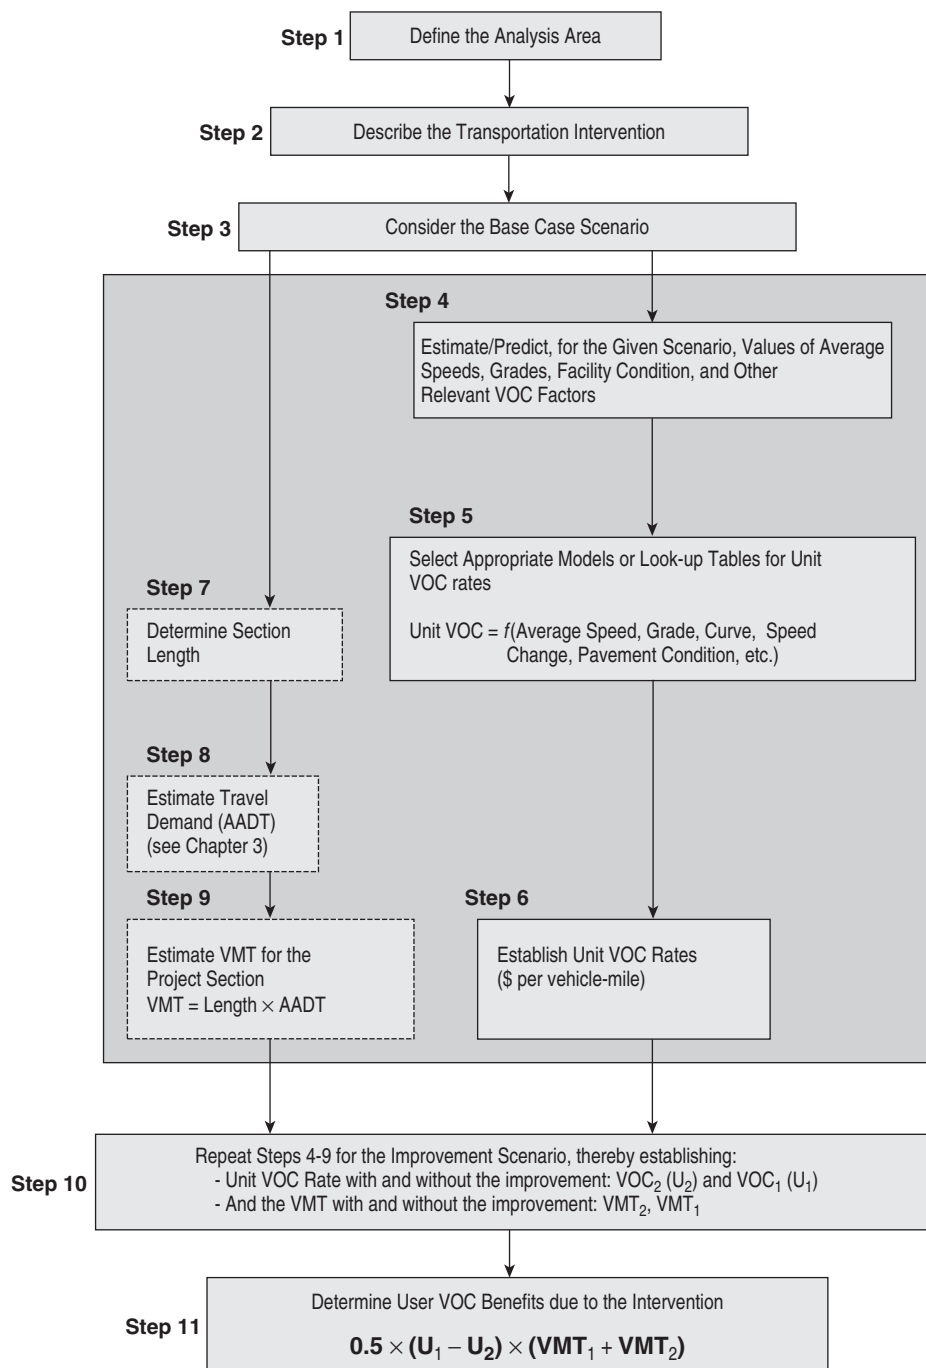 Step 1
Define the Analysis Area
Step 2
Describe the Transportation Intervention
Step 3
Consider the Base Case Scenario
Step 4
Estimate/Predict, for the Given Scenario, Values of Average
Speeds, Grades, Facility Condition, and Other
Relevant VOC Factors
Step 5
Select Appropriate Models or Look-up Tables for Unit
VOC rates
Unit VOC = f(Average Speed, Grade, Curve, Speed
Change, Pavement Condition, etc.)
Step 7
Determine Section
Length
Step 8
Estimate Travel
Demand (AADT)
(see Chapter 3)
Step 9
Estimate VMT for the
Project Section
VMT = Length × AADT
Step 6
Establish Unit VOC Rates
($ per vehicle-mile)
Step 10
Repeat Steps 4-9 for the Improvement Scenario, thereby establishing:
- Unit VOC Rate with and without the improvement: VOC₂ (U₂) and VOC₁ (U₁)
- And the VMT with and without the improvement: VMT₂, VMT₁
Step 11
Determine User VOC Benefits due to the Intervention
0.5 × (U₁ − U₂) × (VMT₁ + VMT₂)